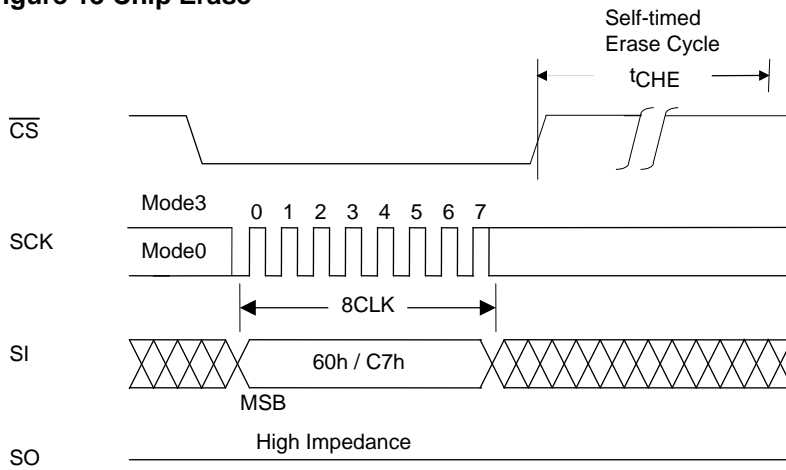 Figure 16 Chip Erase
Self-timed
Erase Cycle
tCHE
CS
Mode3
0 1 2 3 4 5 6 7
SCK
Mode0
8CLK
SI
60h / C7h
MSB
High Impedance
SO